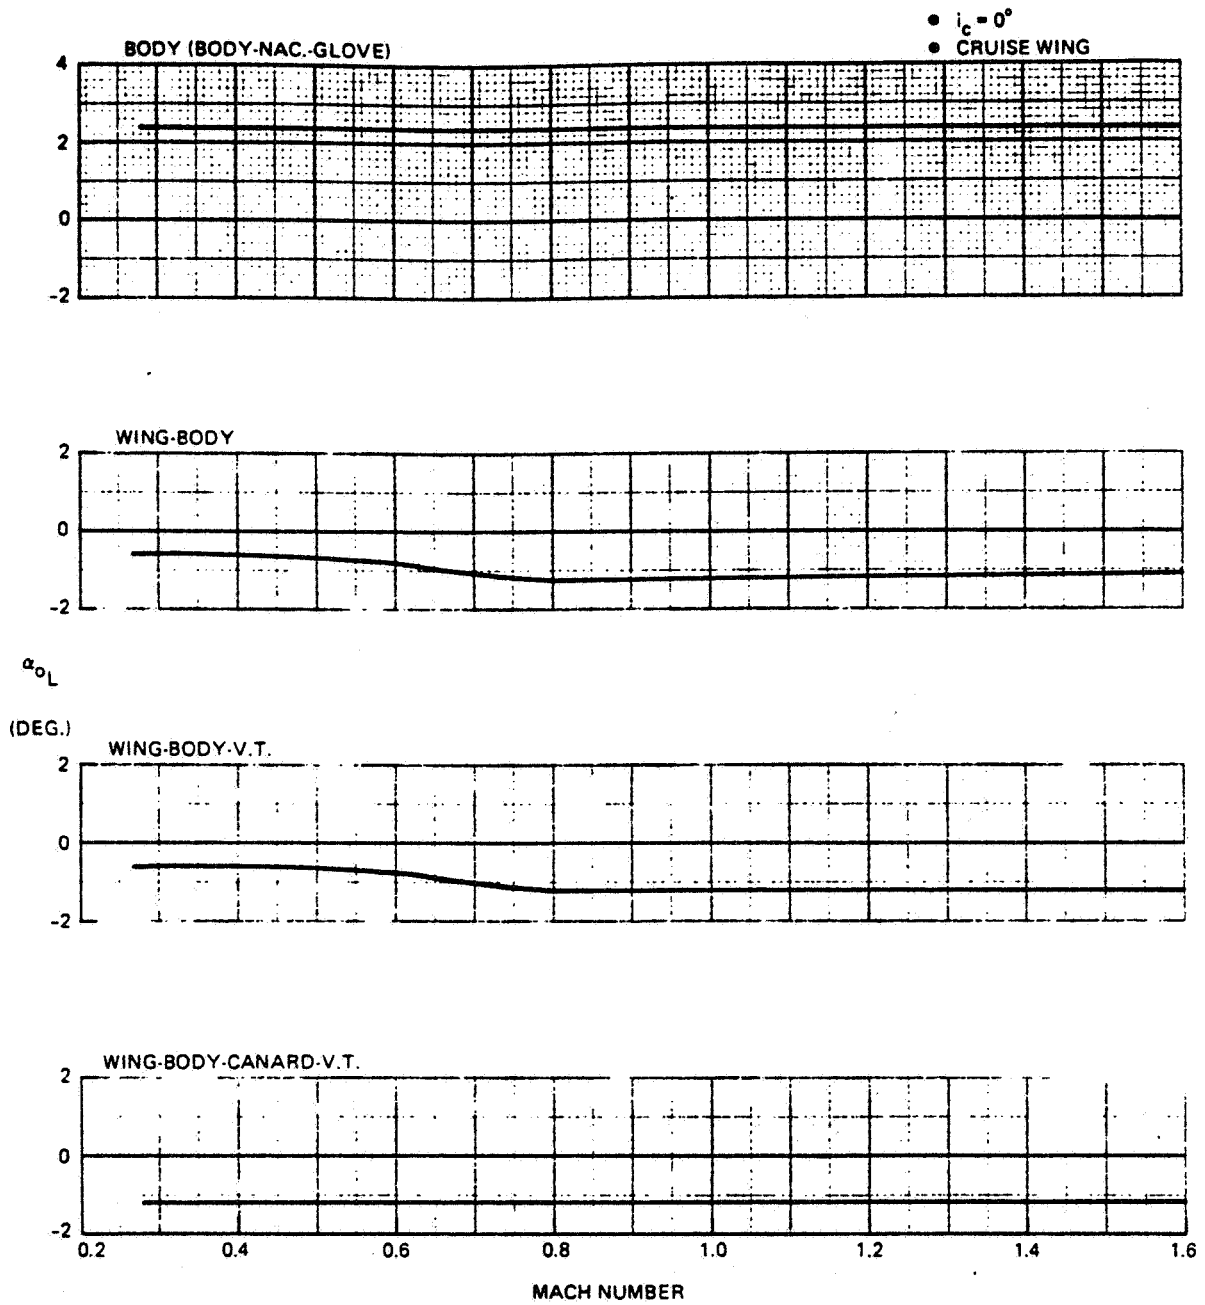 • i_c = 0°
• CRUISE WING
BODY (BODY-NAC.-GLOVE)
4
2
0
-2
WING-BODY
2
0
-2
α_oL
(DEG.)
WING-BODY-V.T.
2
0
-2
WING-BODY-CANARD-V.T.
2
0
-2
0.2 0.4 0.6 0.8 1.0 1.2 1.4 1.6
MACH NUMBER